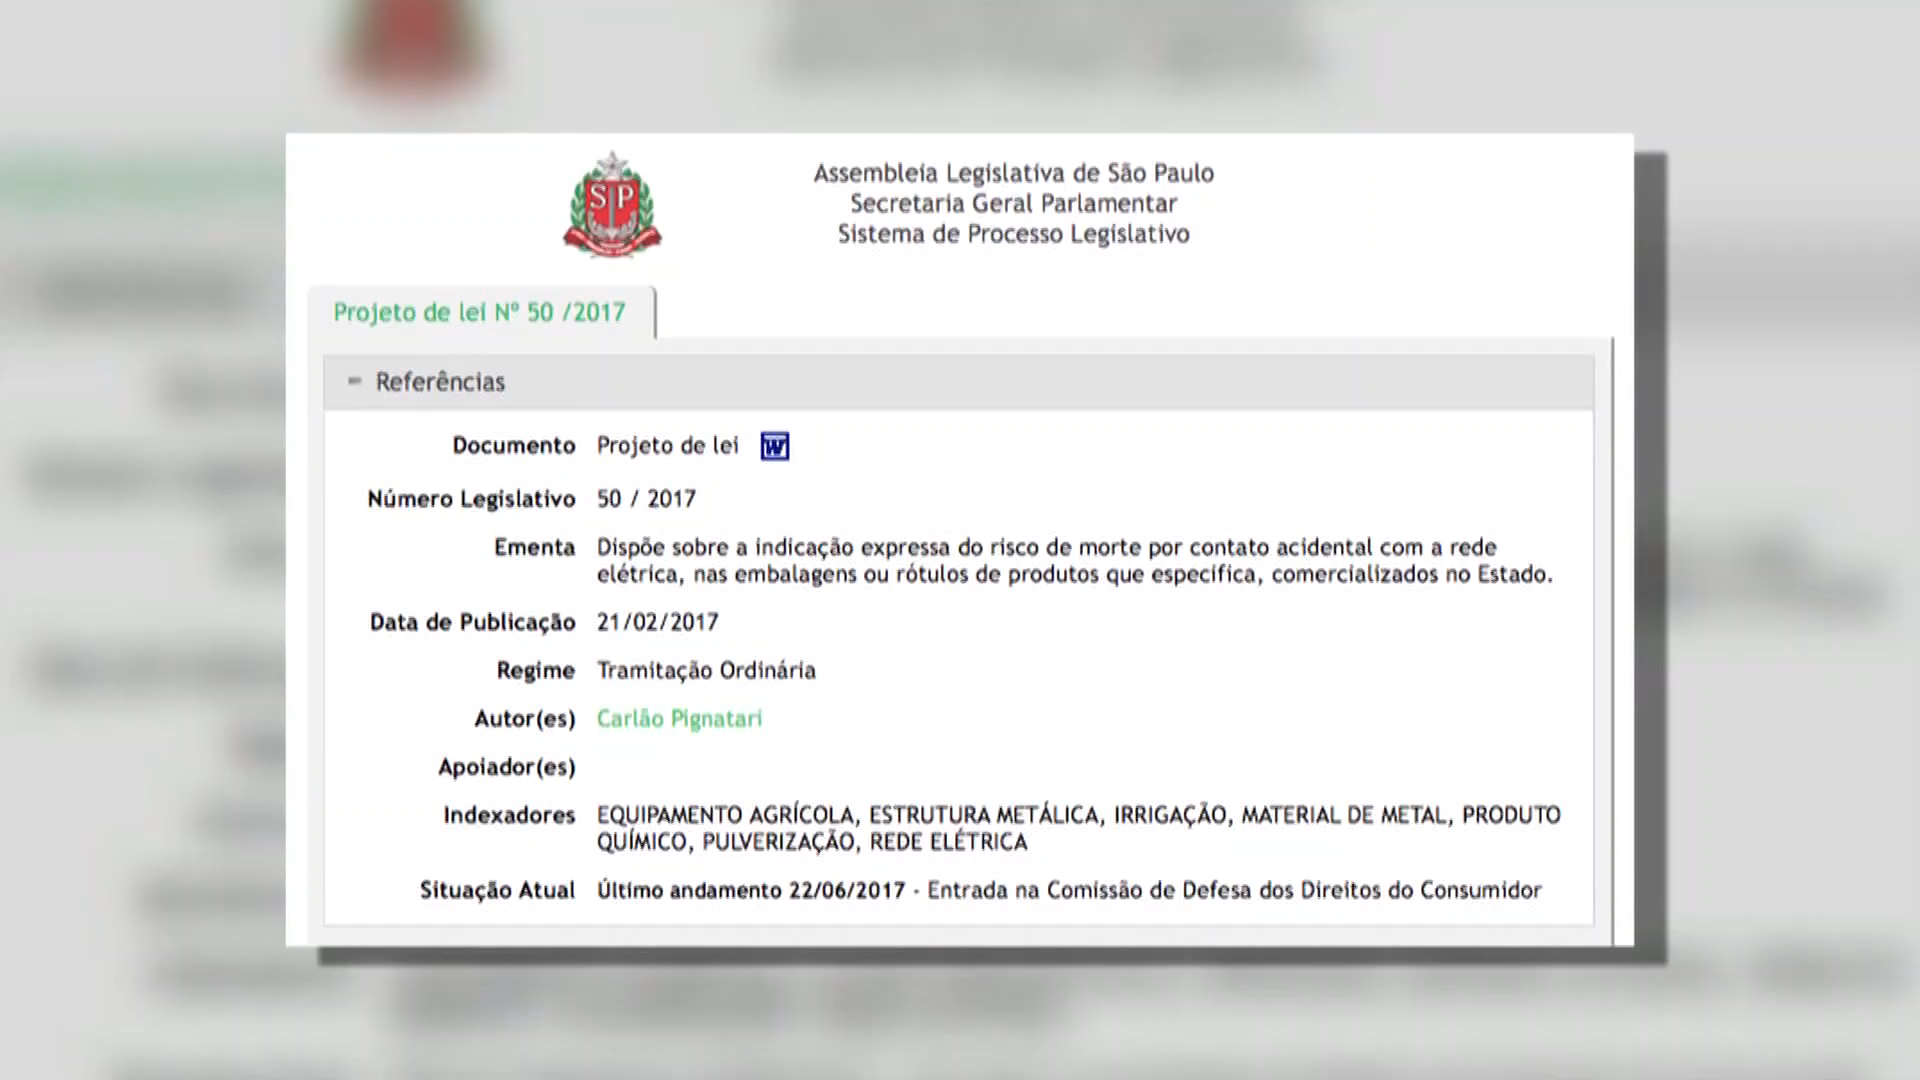 SP
Assembleia Legislativa de São Paulo
Secretaria Geral Parlamentar
Sistema de Processo Legislativo
Projeto de lei Nº 50 /2017
Referências
Documento Projeto de lei W
Número Legislativo 50 / 2017
Ementa Dispõe sobre a indicação expressa do risco de morte por contato acidental com a rede
elétrica, nas embalagens ou rótulos de produtos que especifica, comercializados no Estado.
Data de Publicação 21/02/2017
Regime Tramitação Ordinária
Autor(es) Carlão Pignatari
Apoiador(es)
Indexadores EQUIPAMENTO AGRÍCOLA, ESTRUTURA METÁLICA, IRRIGAÇÃO, MATERIAL DE METAL, PRODUTO
QUÍMICO, PULVERIZAÇÃO, REDE ELÉTRICA
Situação Atual Último andamento 22/06/2017 - Entrada na Comissão de Defesa dos Direitos do Consumidor